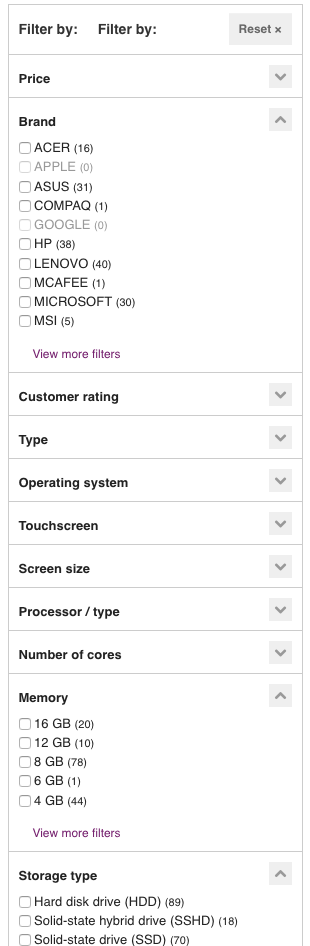 Filter by: Filter by: Reset ×
Price
Brand
ACER (16)
APPLE (0)
ASUS (31)
COMPAQ (1)
GOOGLE (0)
HP (38)
LENOVO (40)
MCAFEE (1)
MICROSOFT (30)
MSI (5)
View more filters
Customer rating
Type
Operating system
Touchscreen
Screen size
Processor / type
Number of cores
Memory
16 GB (20)
12 GB (10)
8 GB (78)
6 GB (1)
4 GB (44)
View more filters
Storage type
Hard disk drive (HDD) (89)
Solid-state hybrid drive (SSHD) (18)
Solid-state drive (SSD) (70)